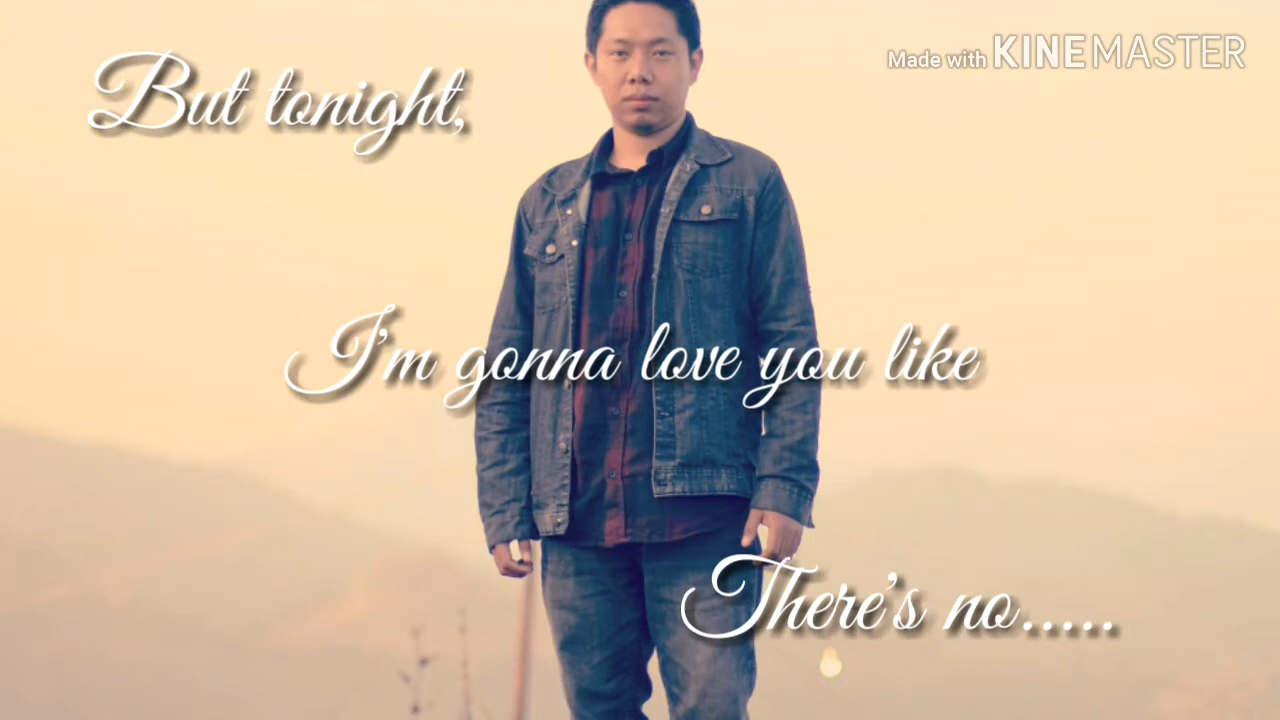 Made with KINEMASTER
But tonight,
I'm gonna love you like
There's no.....